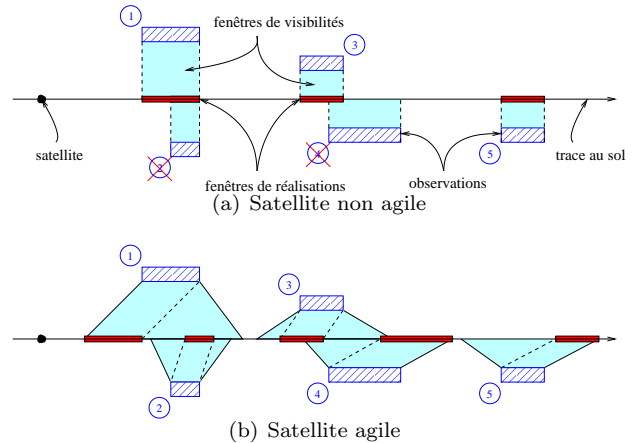 1
fenêtres de visibilités
3
satellite
2
4
5
trace au sol
fenêtres de réalisations
observations
(a) Satellite non agile
1
3
2
4
5
(b) Satellite agile